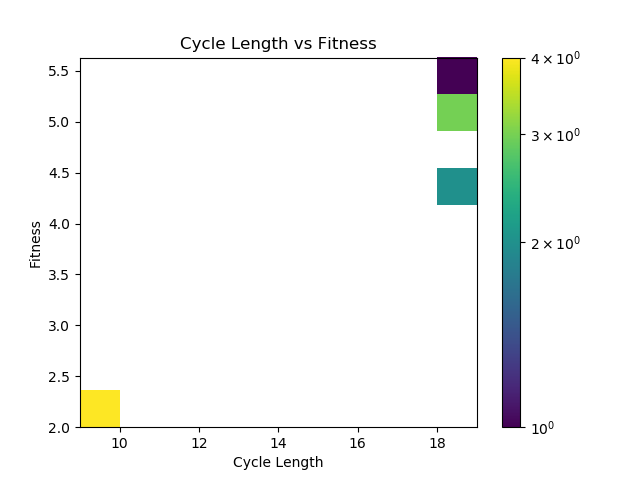 Cycle Length vs Fitness
Fitness
5.5
5.0
4.5
4.0
3.5
3.0
2.5
2.0
10
12
14
16
18
Cycle Length
4 × 10⁰
3 × 10⁰
2 × 10⁰
10⁰